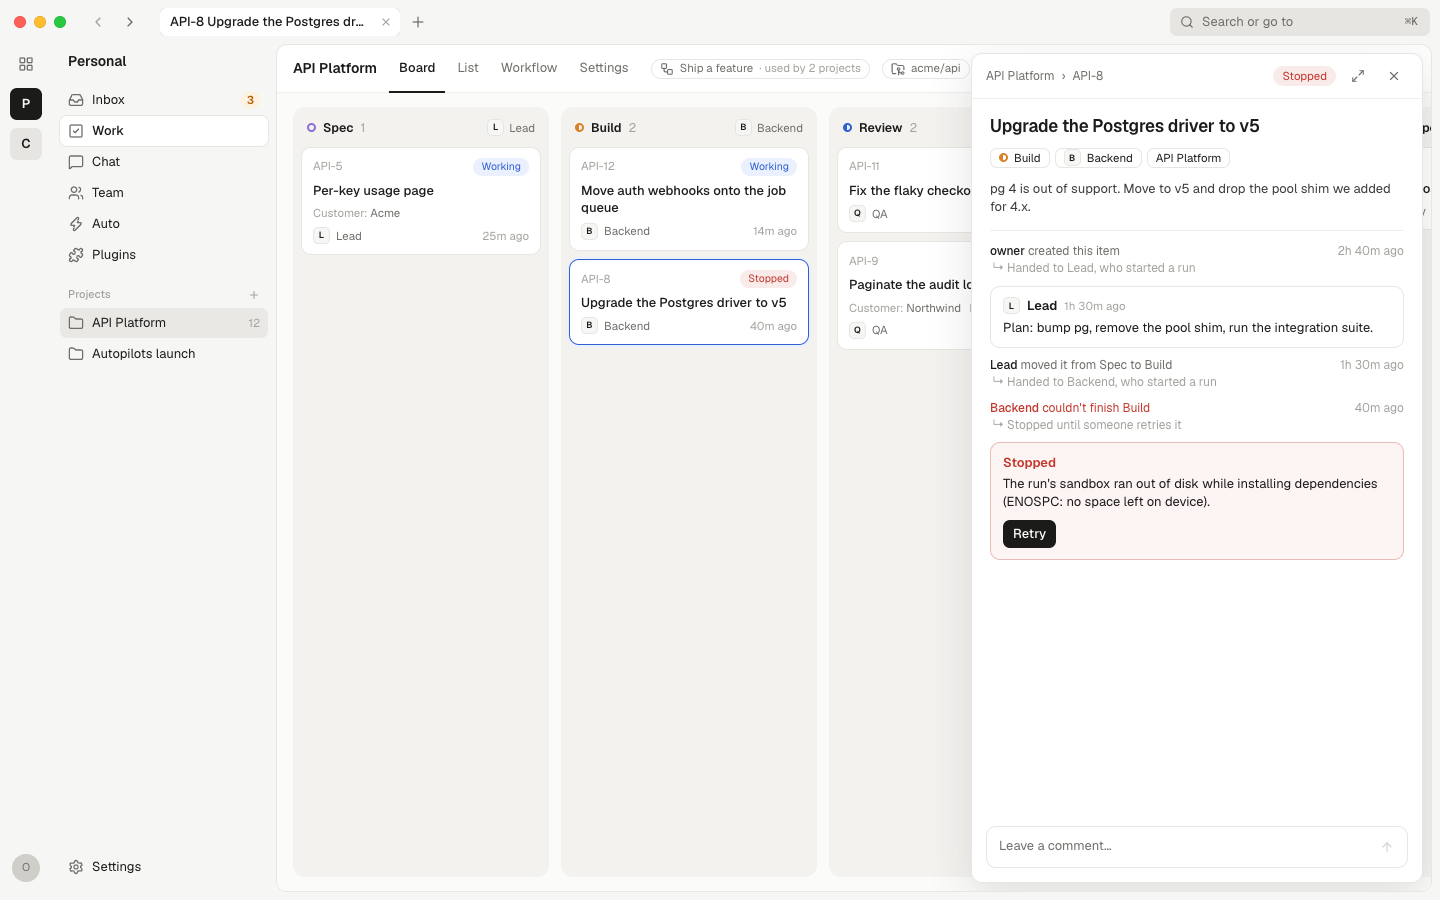 API-8 Upgrade the Postgres dr...
Search or go to
⌘K
P
C
O
Personal
Inbox 3
Work
Chat
Team
Auto
Plugins
Projects
API Platform 12
Autopilots launch
Settings
API Platform
Board
List
Workflow
Settings
Ship a feature · used by 2 projects
acme/api
Spec 1
L Lead
API-5
Working
Per-key usage page
Customer: Acme
L Lead
25m ago
Build 2
B Backend
API-12
Working
Move auth webhooks onto the job
queue
B Backend
14m ago
API-8
Stopped
Upgrade the Postgres driver to v5
B Backend
40m ago
Review 2
API-11
Fix the flaky checko
Q QA
API-9
Paginate the audit lo
Customer: Northwind
Q QA
API Platform › API-8
Stopped
Upgrade the Postgres driver to v5
Build
B Backend
API Platform
pg 4 is out of support. Move to v5 and drop the pool shim we added
for 4.x.
owner created this item
2h 40m ago
Handed to Lead, who started a run
L Lead 1h 30m ago
Plan: bump pg, remove the pool shim, run the integration suite.
Lead moved it from Spec to Build
1h 30m ago
Handed to Backend, who started a run
Backend couldn't finish Build
40m ago
Stopped until someone retries it
Stopped
The run's sandbox ran out of disk while installing dependencies
(ENOSPC: no space left on device).
Retry
Leave a comment...